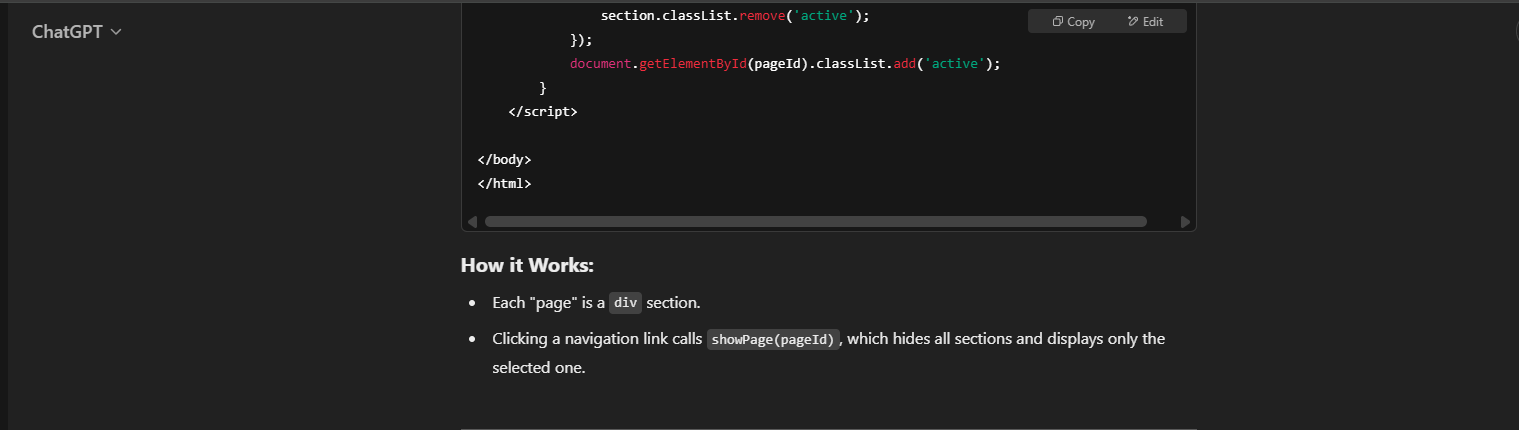 ChatGPT
section.classList.remove('active');
Copy
Edit
});
document.getElementById(pageId).classList.add('active');
}
</script>
</body>
</html>
How it Works:
Each "page" is a div section.
Clicking a navigation link calls showPage(pageId), which hides all sections and displays only the
selected one.